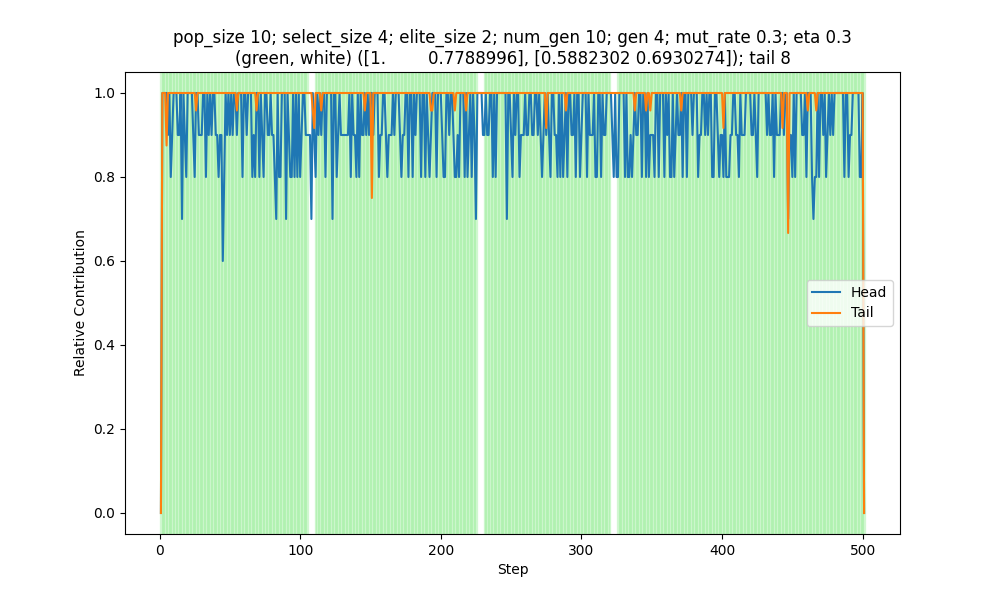 pop_size 10; select_size 4; elite_size 2; num_gen 10; gen 4; mut_rate 0.3; eta 0.3
(green, white) ([1.         0.7788996], [0.5882302 0.6930274]); tail 8
1.0
0.8
0.6
0.4
0.2
0.0
Relative Contribution
Head
Tail
0
100
200
300
400
500
Step